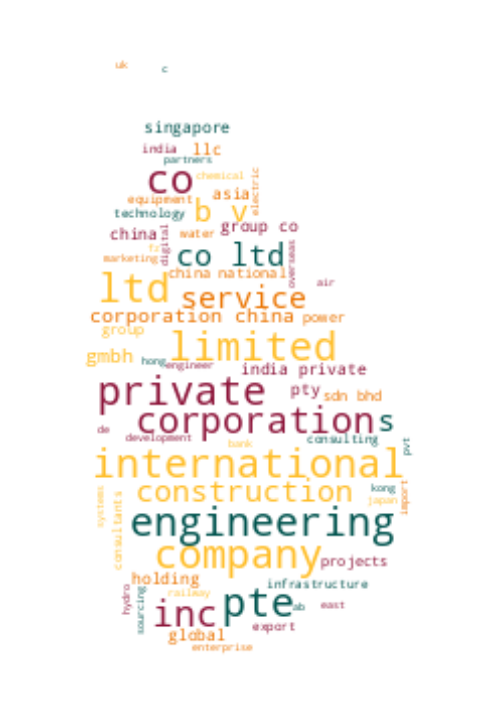 uk
c
singapore
india llc
partners
co
chemical
equipment
asia
electric
technology
b v
china
digital
water
group co
fz
marketing
co ltd
overseas
china national
air
ltd
service
corporation china
power
group
limited
gmbh
hong
engineer
india private
private
pty
sdn bhd
corporations
de
development
bank
consulting
pvt
international
construction
kong
japan
import
systems
consultants
engineering
company
projects
holding
infrastructure
hydro
sourcing
railway
inc
pte
ab
east
global
export
enterprise